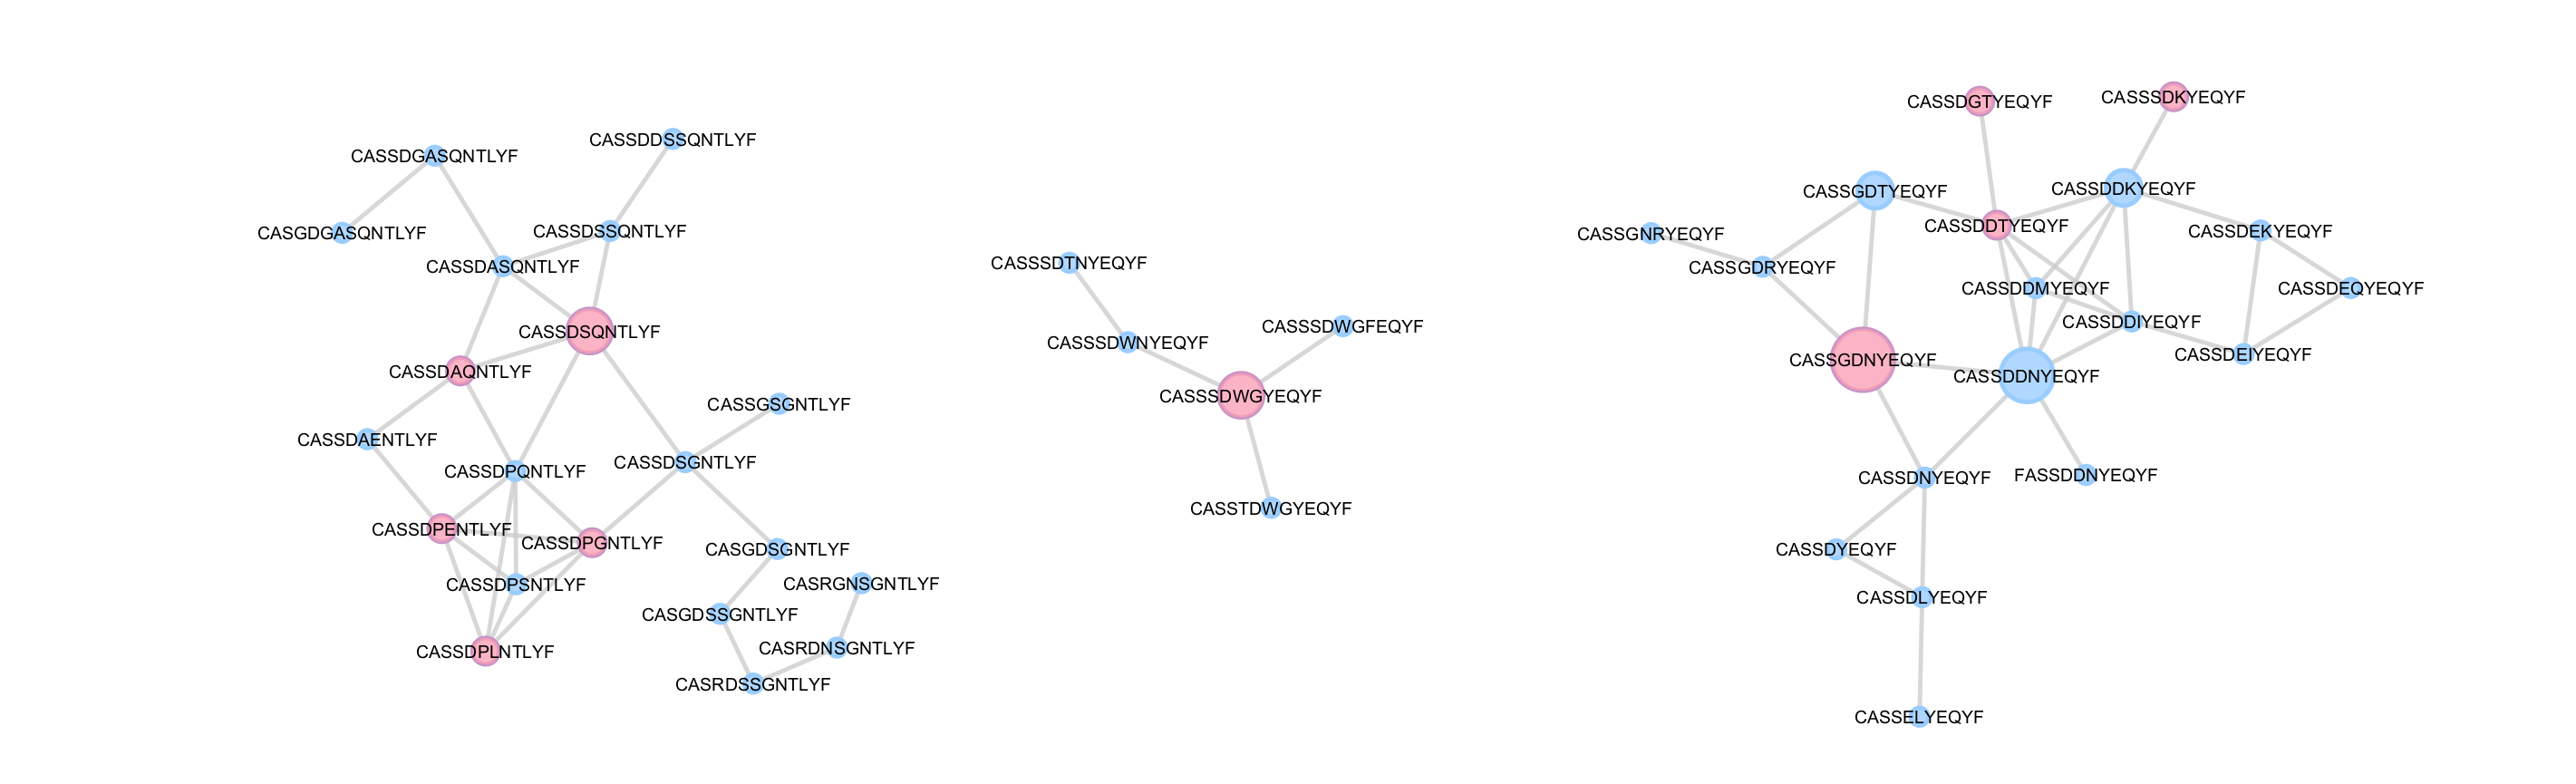 CASSDGASQNTLYF
CASSDDSSQNTLYF
CASGDGASQNTLYF
CASSDSSQNTLYF
CASSDASQNTLYF
CASSDSQNTLYF
CASSDAQNTLYF
CASSGSGNTLYF
CASSDAENTLYF
CASSDPQNTLYF
CASSDSGNTLYF
CASSDPENTLYF
CASSDPGNTLYF
CASGDSGNTLYF
CASSDPSNTLYF
CASRGNSGNTLYF
CASGDSSGNTLYF
CASSDPLNTLYF
CASRDNSGNTLYF
CASRDSSGNTLYF
CASSSDTNYEQYF
CASSSDWNYEQYF
CASSSDWGFEQYF
CASSSDWGYEQYF
CASSTDWGYEQYF
CASSDGTYEQYF
CASSSDKYEQYF
CASSGDTYEQYF
CASSDDKYEQYF
CASSGNRYEQYF
CASSDDTYEQYF
CASSDEKYEQYF
CASSGDRYEQYF
CASSDDMYEQYF
CASSDEQYEQYF
CASSDDIYEQYF
CASSDEIYEQYF
CASSGDNYEQYF
CASSDDNYEQYF
CASSDNYEQYF
FASSDDNYEQYF
CASSDYEQYF
CASSDLYEQYF
CASSELYEQYF